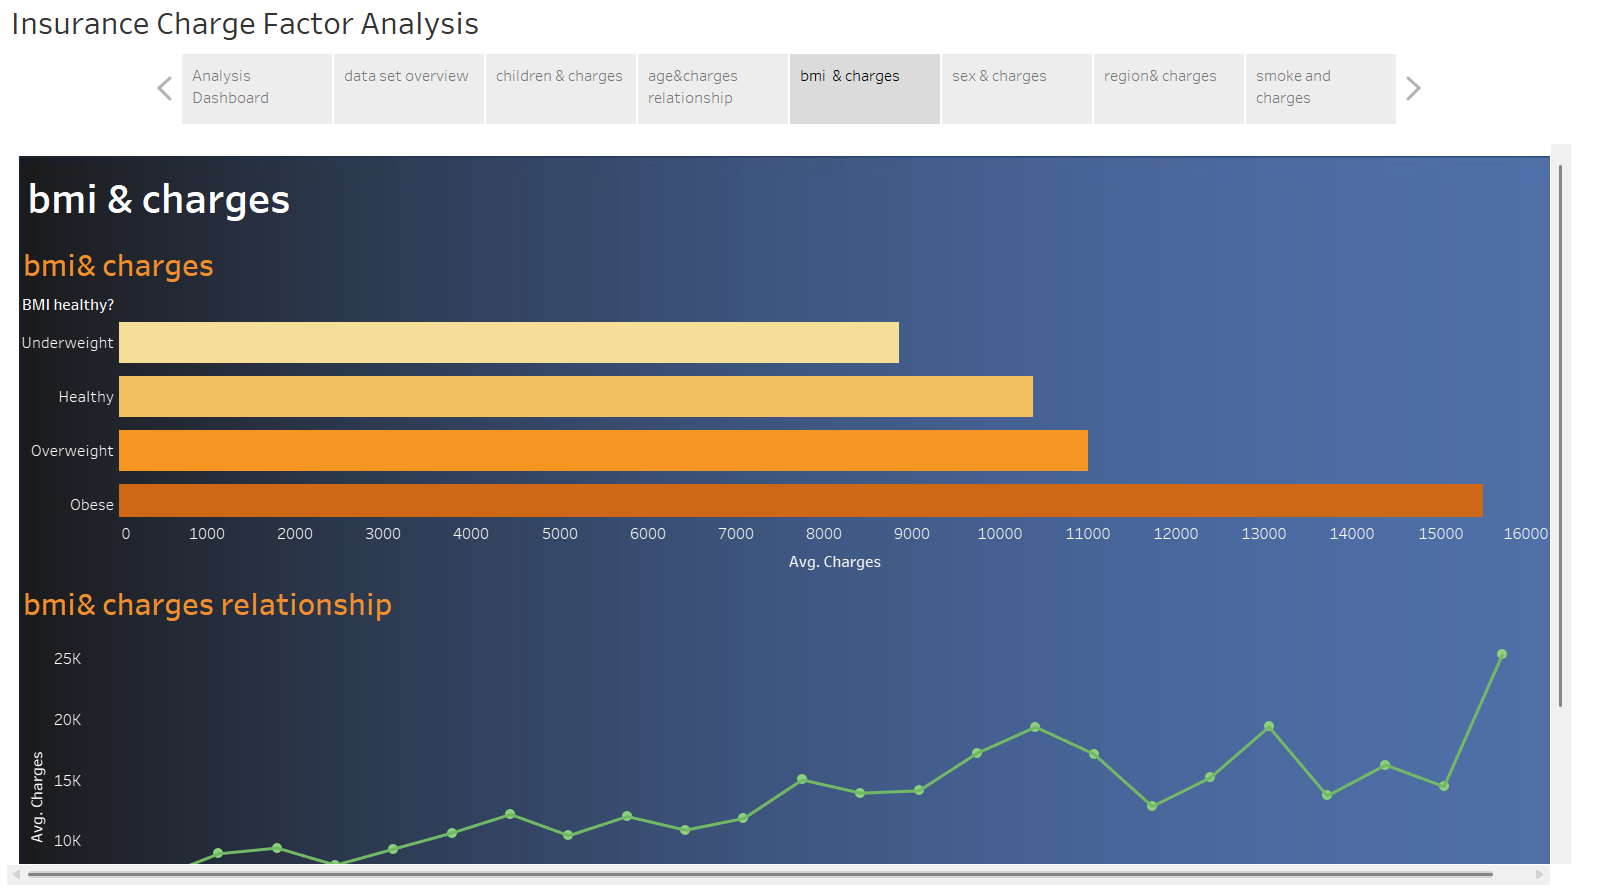 Insurance Charge Factor Analysis
Analysis
Dashboard
data set overview
children & charges
age&charges
relationship
bmi & charges
sex & charges
region& charges
smoke and
charges
bmi & charges
bmi& charges
BMI healthy?
Underweight
Healthy
Overweight
Obese
0 1000 2000 3000 4000 5000 6000 7000 8000 9000 10000 11000 12000 13000 14000 15000 16000
Avg. Charges
bmi& charges relationship
25K
20K
15K
10K
Avg. Charges